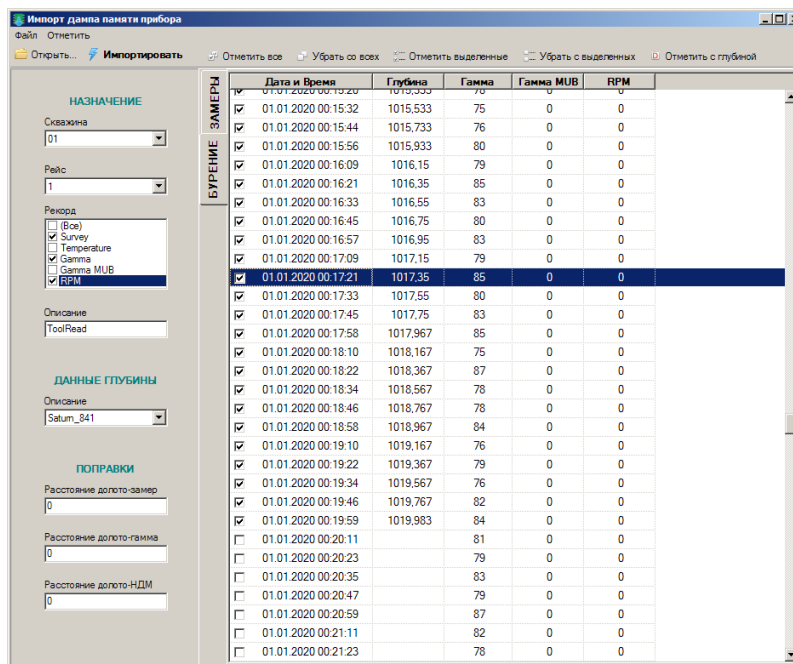 Импорт дампа памяти прибора
Файл Отметить
Открыть... Импортировать Отметить все Убрать со всех Отметить выделенные Убрать с выделенных Отметить с глубиной
НАЗНАЧЕНИЕ
Скважина
01
Рейс
1
Рекорд
(Все)
Survey
Temperature
Gamma
Gamma MUB
RPM
Описание
ToolRead
ДАННЫЕ ГЛУБИНЫ
Описание
Saturn_841
ПОПРАВКИ
Расстояние долото-замер
0
Расстояние долото-гамма
0
Расстояние долото-НДМ
0
ЗАМЕРЫ
БУРЕНИЕ
Дата и Время Глубина Гамма Гамма MUB RPM
01.01.2020 00:15:20 1015,333 78 0 0
01.01.2020 00:15:32 1015,533 75 0 0
01.01.2020 00:15:44 1015,733 76 0 0
01.01.2020 00:15:56 1015,933 80 0 0
01.01.2020 00:16:09 1016,15 79 0 0
01.01.2020 00:16:21 1016,35 85 0 0
01.01.2020 00:16:33 1016,55 83 0 0
01.01.2020 00:16:45 1016,75 80 0 0
01.01.2020 00:16:57 1016,95 83 0 0
01.01.2020 00:17:09 1017,15 79 0 0
01.01.2020 00:17:21 1017,35 85 0 0
01.01.2020 00:17:33 1017,55 80 0 0
01.01.2020 00:17:45 1017,75 83 0 0
01.01.2020 00:17:58 1017,967 85 0 0
01.01.2020 00:18:10 1018,167 75 0 0
01.01.2020 00:18:22 1018,367 87 0 0
01.01.2020 00:18:34 1018,567 78 0 0
01.01.2020 00:18:46 1018,767 78 0 0
01.01.2020 00:18:58 1018,967 84 0 0
01.01.2020 00:19:10 1019,167 76 0 0
01.01.2020 00:19:22 1019,367 79 0 0
01.01.2020 00:19:34 1019,567 76 0 0
01.01.2020 00:19:46 1019,767 82 0 0
01.01.2020 00:19:59 1019,983 84 0 0
01.01.2020 00:20:11 81 0 0
01.01.2020 00:20:23 79 0 0
01.01.2020 00:20:35 83 0 0
01.01.2020 00:20:47 79 0 0
01.01.2020 00:20:59 87 0 0
01.01.2020 00:21:11 82 0 0
01.01.2020 00:21:23 78 0 0